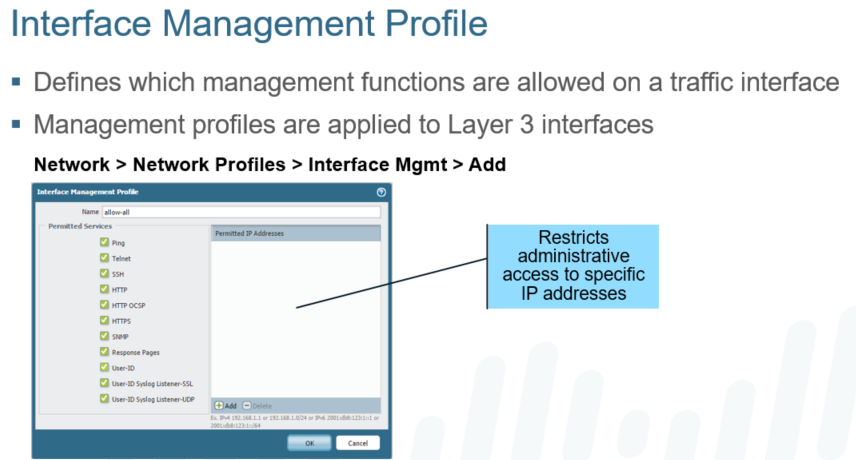 Interface Management Profile
Defines which management functions are allowed on a traffic interface
Management profiles are applied to Layer 3 interfaces
Network > Network Profiles > Interface Mgmt > Add
Interface Management Profile
Name allow-all
Permitted Services
Ping
Telnet
SSH
HTTP
HTTP OCSP
HTTPS
SNMP
Response Pages
User-ID
User-ID Syslog Listener-SSL
User-ID Syslog Listener-UDP
Permitted IP Addresses
Add Delete
Ex. IPv4 192.168.1.1 or 192.168.1.0/24 or IPv6 2001:db8:123:1::1 or
2001:db8:123:1::/64
OK Cancel
Restricts
administrative
access to specific
IP addresses